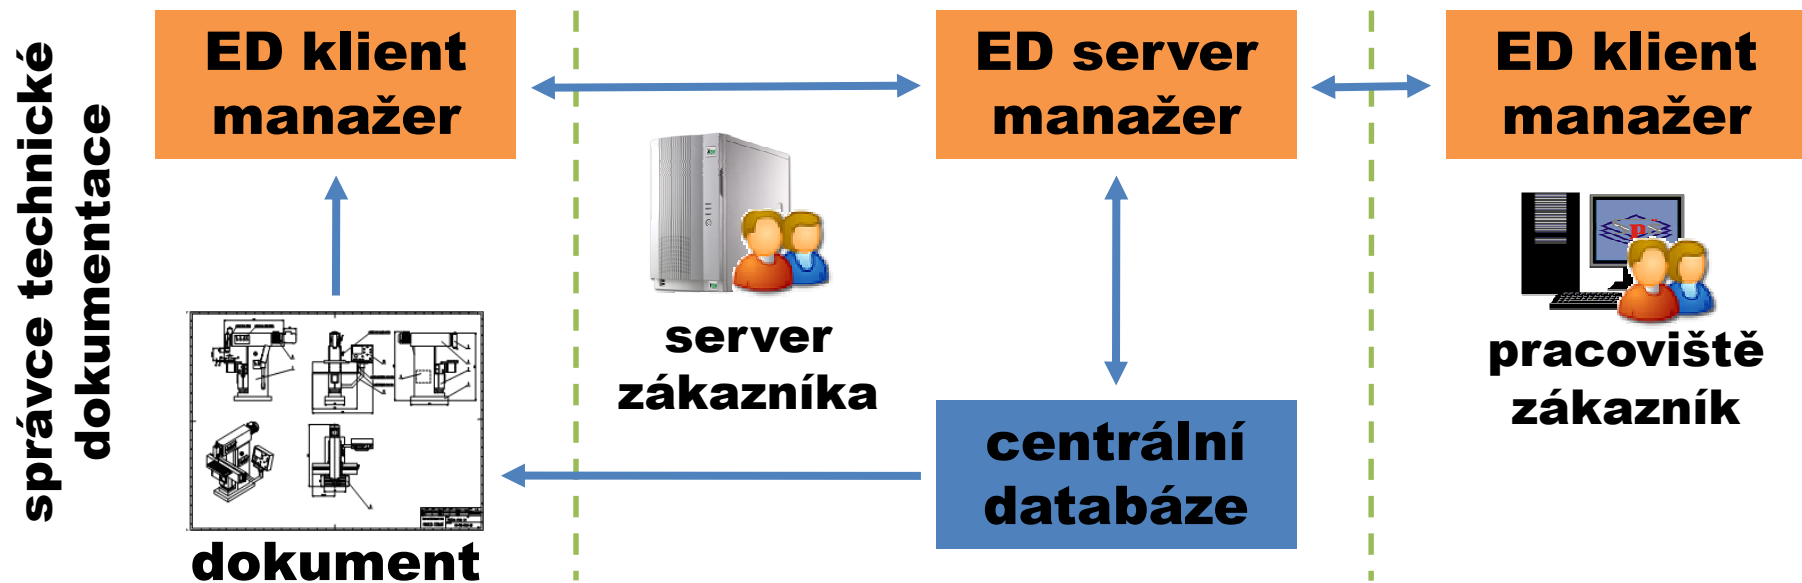 správce technické
dokumentace
ED klient
manažer
ED server
manažer
ED klient
manažer
server
zákazníka
pracoviště
zákazník
centrální
databáze
dokument